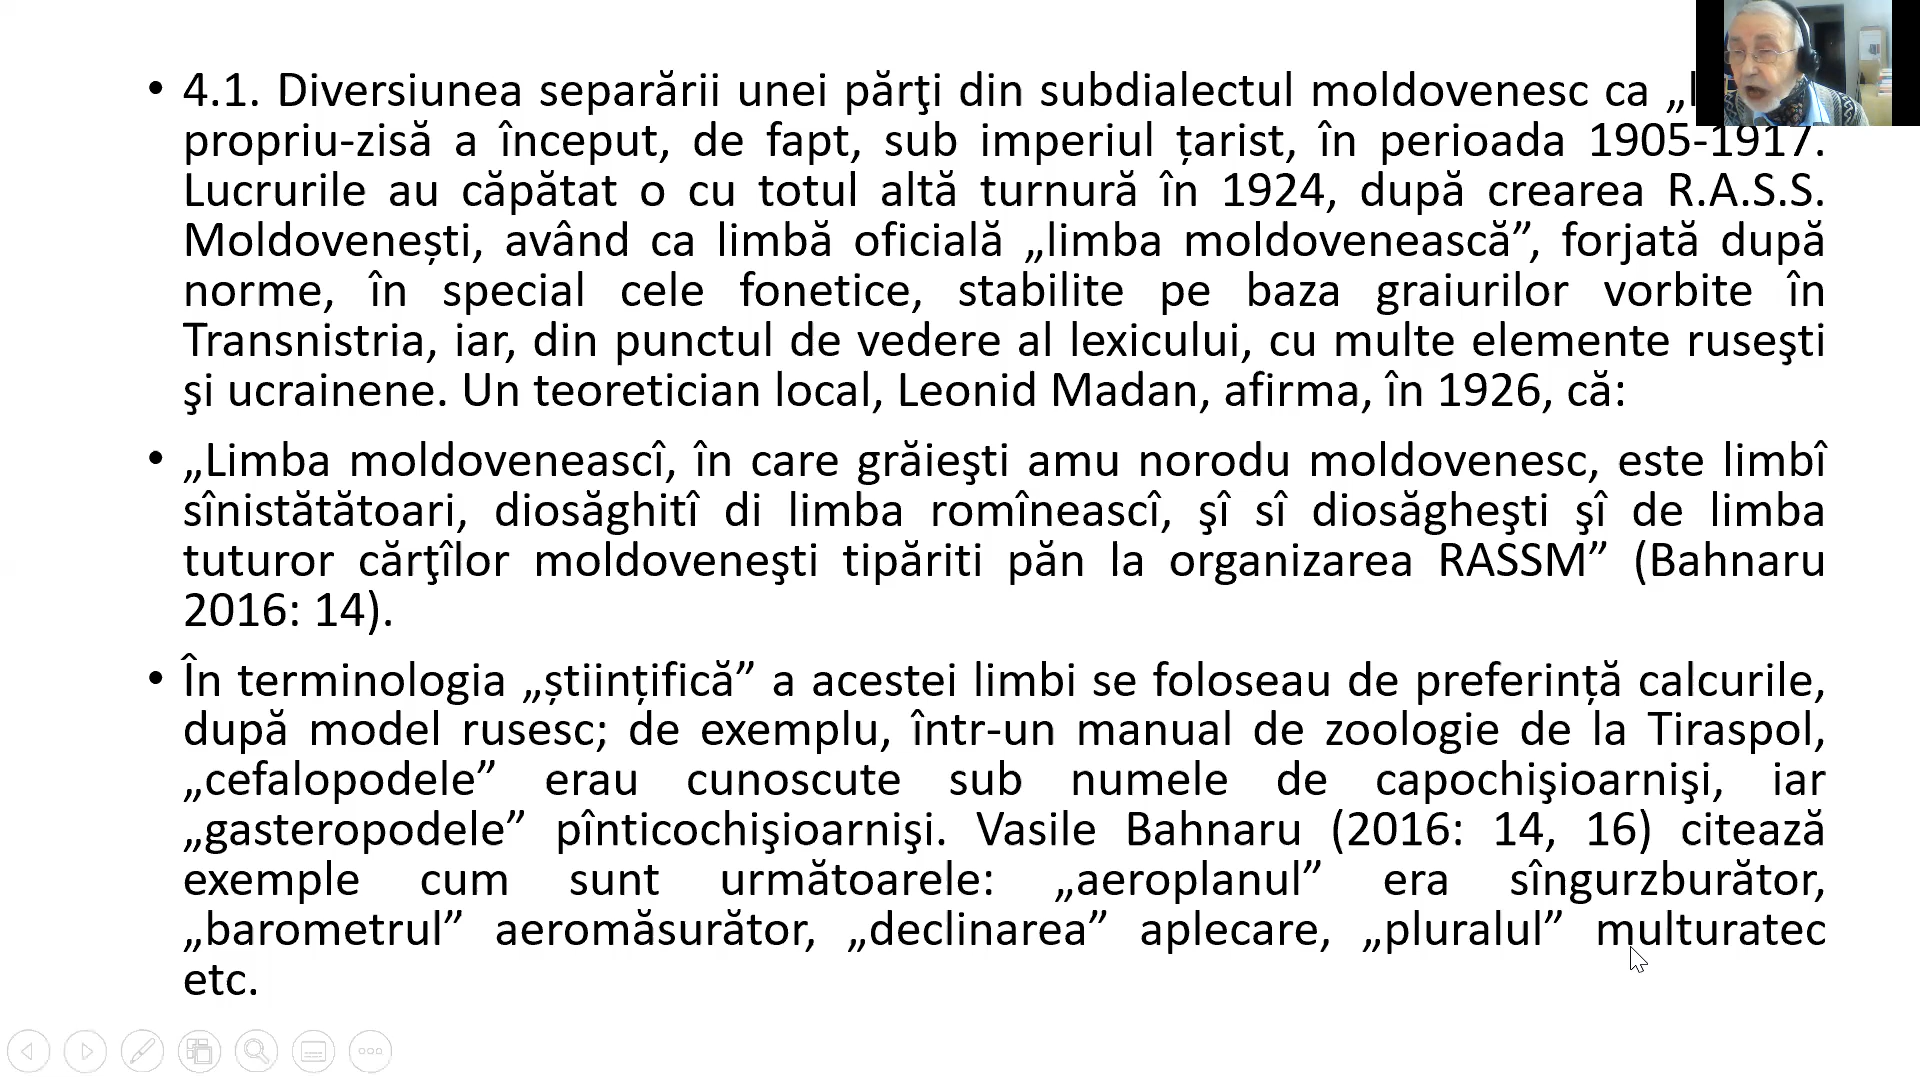 • 4.1. Diversiunea separării unei părţi din subdialectul moldovenesc ca
propriu-zisă a început, de fapt, sub imperiul țarist, în perioada 1905-1917.
Lucrurile au căpătat o cu totul altă turnură în 1924, după crearea R.A.S.S.
Moldovenești, având ca limbă oficială „limba moldovenească”, forjată după
norme, în special cele fonetice, stabilite pe baza graiurilor vorbite în
Transnistria, iar, din punctul de vedere al lexicului, cu multe elemente ruseşti
şi ucrainene. Un teoretician local, Leonid Madan, afirma, în 1926, că:
• „Limba moldoveneascî, în care grăieşti amu norodu moldovenesc, este limbî
sînistătătoari, diosăghitî di limba romîneascî, şî sî diosăgheşti şî de limba
tuturor cărţîlor moldoveneşti tipăriti păn la organizarea RASSM” (Bahnaru
2016: 14).
• În terminologia „științifică” a acestei limbi se foloseau de preferință calcurile,
după model rusesc; de exemplu, într-un manual de zoologie de la Tiraspol,
„cefalopodele” erau cunoscute sub numele de capochişioarnişi, iar
„gasteropodele” pînticochişioarnişi. Vasile Bahnaru (2016: 14, 16) citează
exemple cum sunt următoarele: „aeroplanul” era sîngurzburător,
„barometrul” aeromăsurător, „declinarea” aplecare, „pluralul” multuratec
etc.